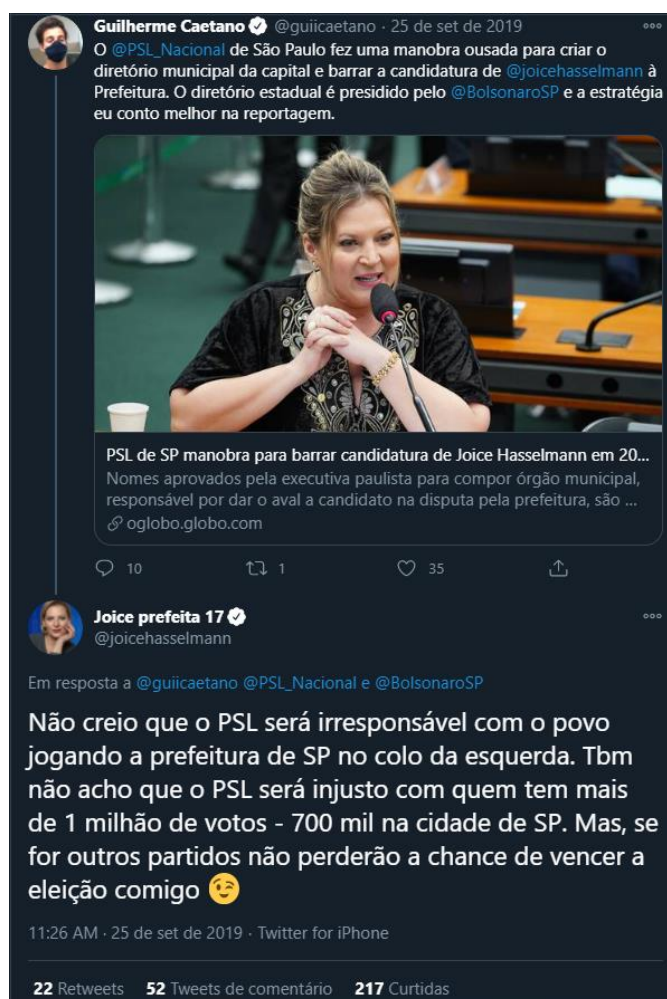 Guilherme Caetano @guiicaetano · 25 de set de 2019
O @PSL_Nacional de São Paulo fez uma manobra ousada para criar o
diretório municipal da capital e barrar a candidatura de @joicehasselmann à
Prefeitura. O diretório estadual é presidido pelo @BolsonaroSP e a estratégia
eu conto melhor na reportagem.
PSL de SP manobra para barrar candidatura de Joice Hasselmann em 20...
Nomes aprovados pela executiva paulista para compor órgão municipal,
responsável por dar o aval a candidato na disputa pela prefeitura, são ...
oglobo.globo.com
10 1 35
Joice prefeita 17
@joicehasselmann
Em resposta a @guiicaetano @PSL_Nacional e @BolsonaroSP
Não creio que o PSL será irresponsável com o povo
jogando a prefeitura de SP no colo da esquerda. Tbm
não acho que o PSL será injusto com quem tem mais
de 1 milhão de votos - 700 mil na cidade de SP. Mas, se
for outros partidos não perderão a chance de vencer a
eleição comigo 😉
11:26 AM · 25 de set de 2019 · Twitter for iPhone
22 Retweets 52 Tweets de comentário 217 Curtidas